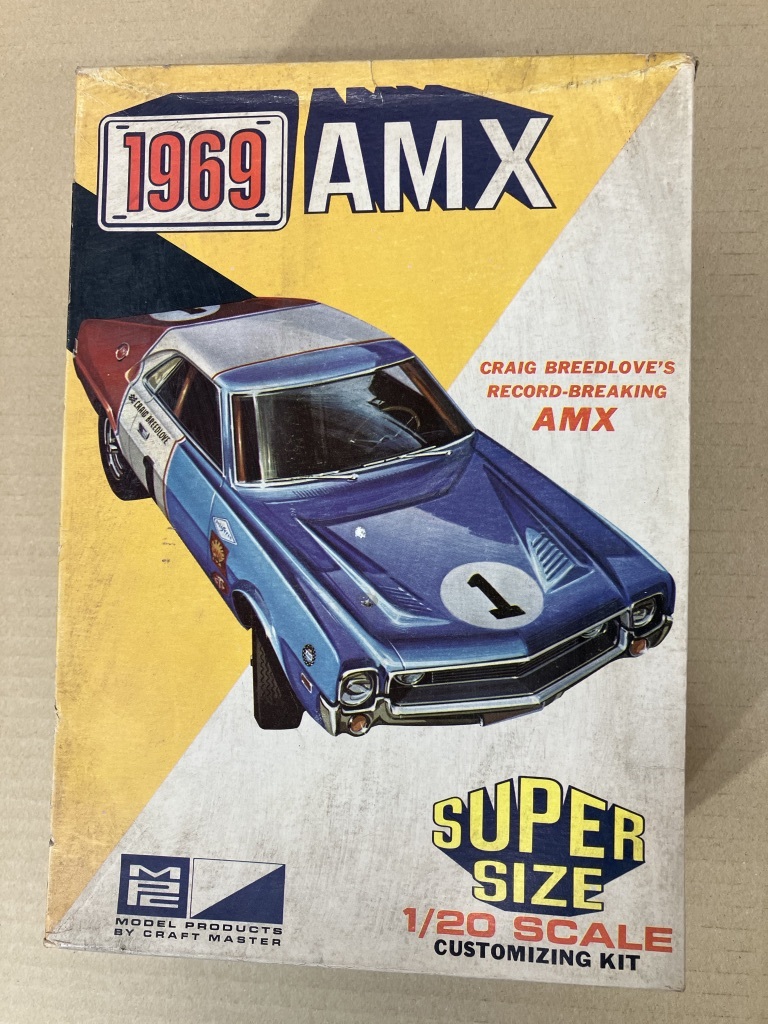 1969 AMX
CRAIG BREEDLOVE'S
RECORD-BREAKING
AMX
CRAIG BREEDLOVE
1
1
SUPER
SIZE
1/20 SCALE
CUSTOMIZING KIT
MPC
MODEL PRODUCTS
BY CRAFT MASTER